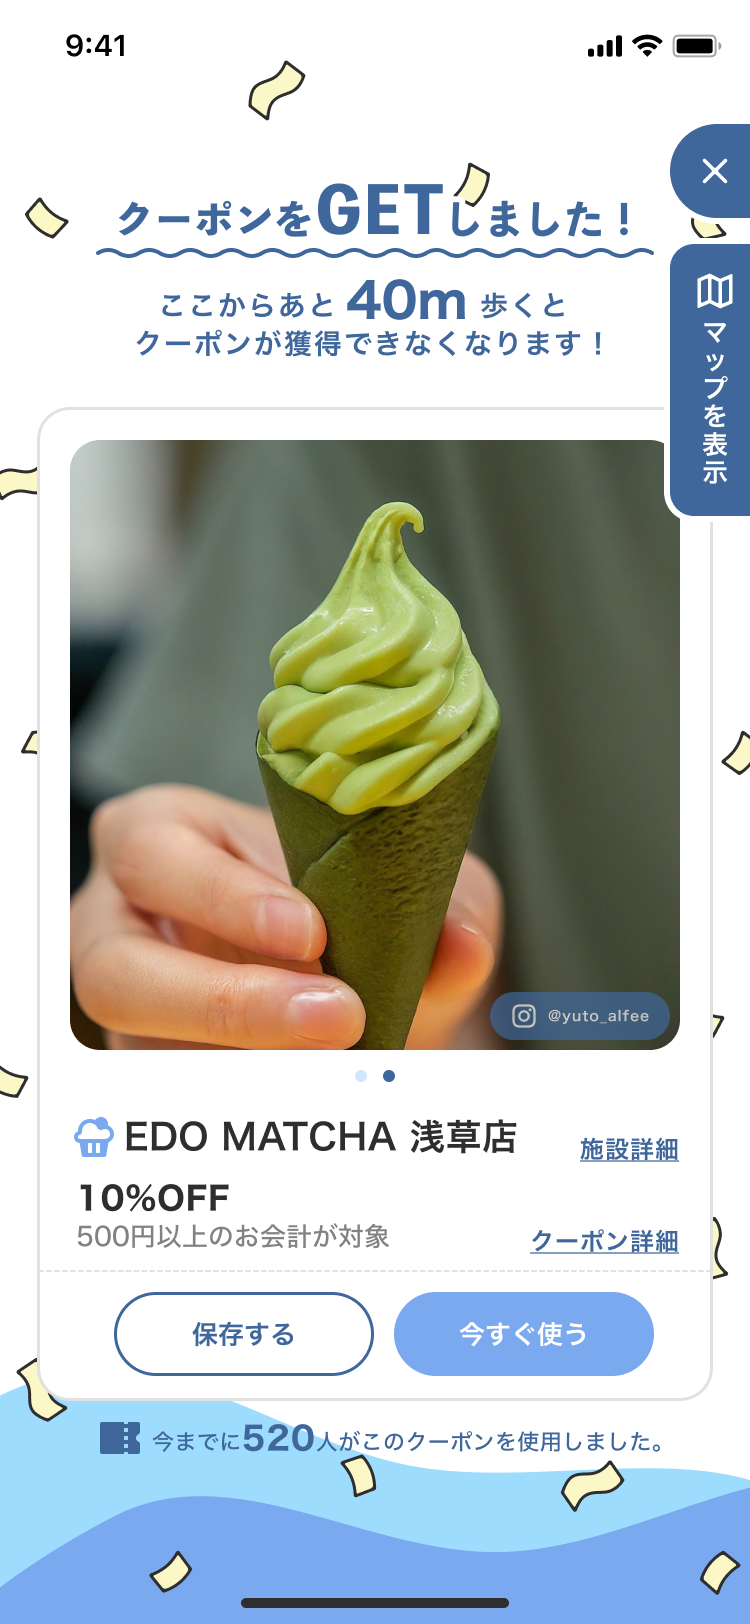 9:41
クーポンをGETしました！
ここからあと 40m 歩くと
クーポンが獲得できなくなります！
マップを表示
@yuto_alfee
EDO MATCHA 浅草店
施設詳細
10%OFF
500円以上のお会計が対象
クーポン詳細
保存する
今すぐ使う
今までに520人がこのクーポンを使用しました。